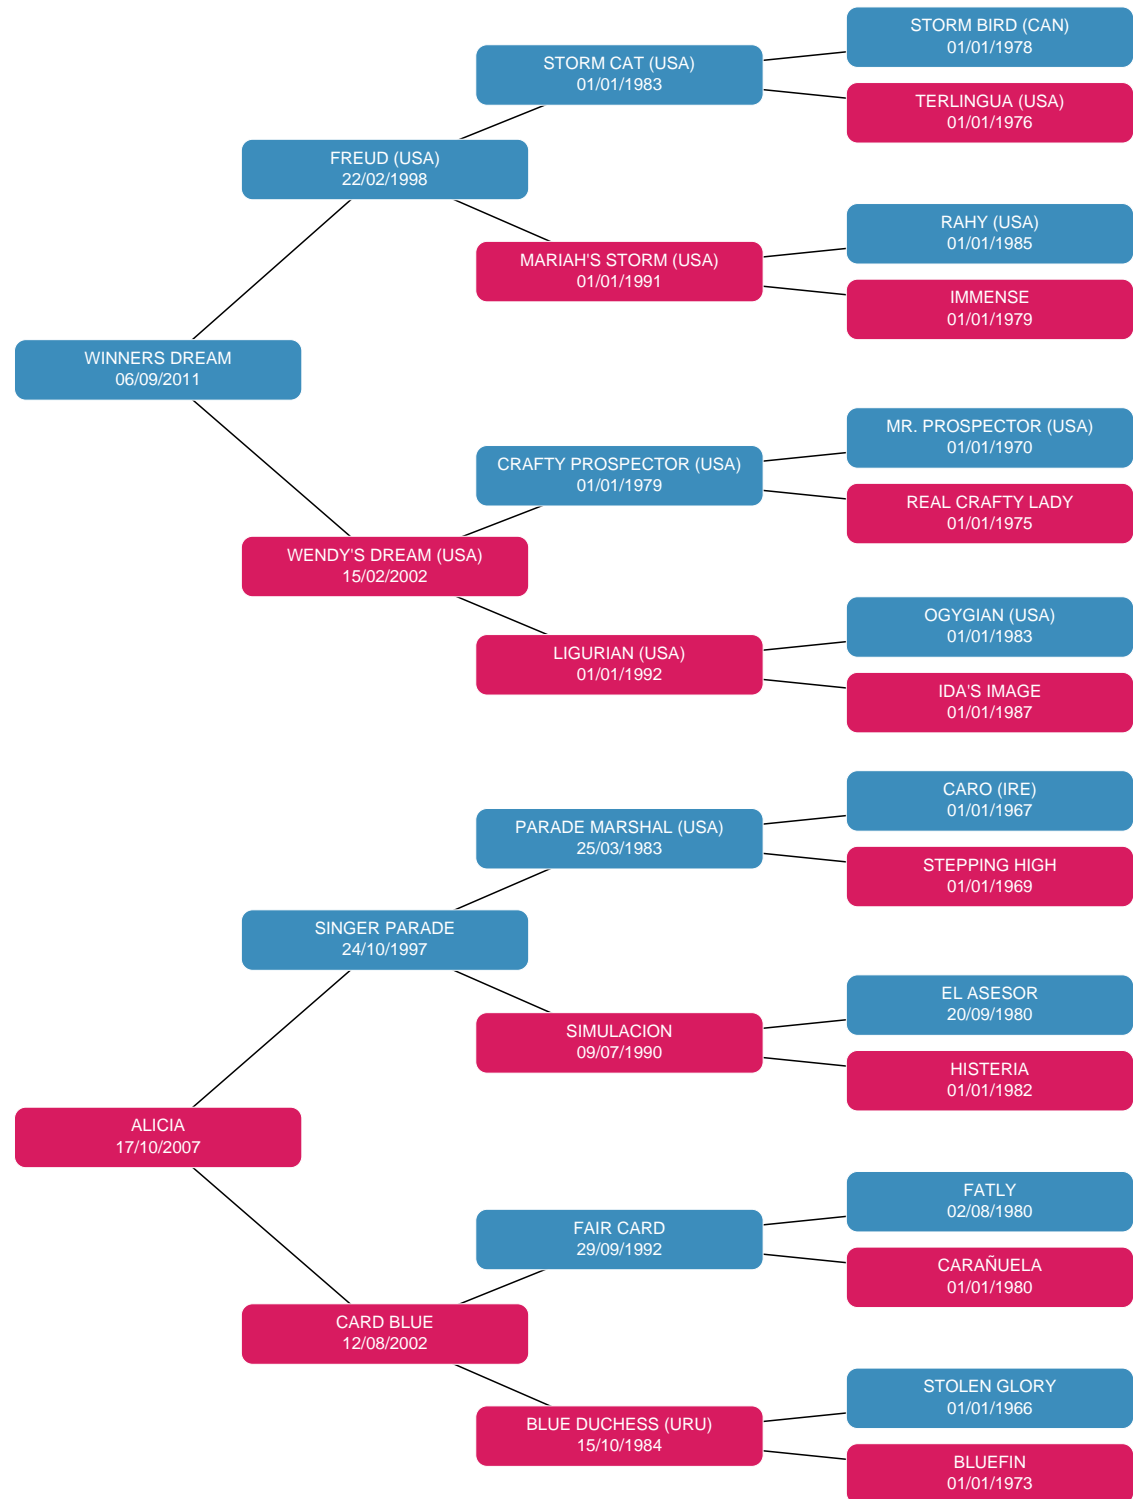 STORM BIRD (CAN)
01/01/1978
STORM CAT (USA)
01/01/1983
TERLINGUA (USA)
01/01/1976
FREUD (USA)
22/02/1998
RAHY (USA)
01/01/1985
MARIAH'S STORM (USA)
01/01/1991
IMMENSE
01/01/1979
WINNERS DREAM
06/09/2011
MR. PROSPECTOR (USA)
01/01/1970
CRAFTY PROSPECTOR (USA)
01/01/1979
REAL CRAFTY LADY
01/01/1975
WENDY'S DREAM (USA)
15/02/2002
OGYGIAN (USA)
01/01/1983
LIGURIAN (USA)
01/01/1992
IDA'S IMAGE
01/01/1987
CARO (IRE)
01/01/1967
PARADE MARSHAL (USA)
25/03/1983
STEPPING HIGH
01/01/1969
SINGER PARADE
24/10/1997
EL ASESOR
20/09/1980
SIMULACION
09/07/1990
HISTERIA
01/01/1982
ALICIA
17/10/2007
FATLY
02/08/1980
FAIR CARD
29/09/1992
CARAÑUELA
01/01/1980
CARD BLUE
12/08/2002
STOLEN GLORY
01/01/1966
BLUE DUCHESS (URU)
15/10/1984
BLUEFIN
01/01/1973